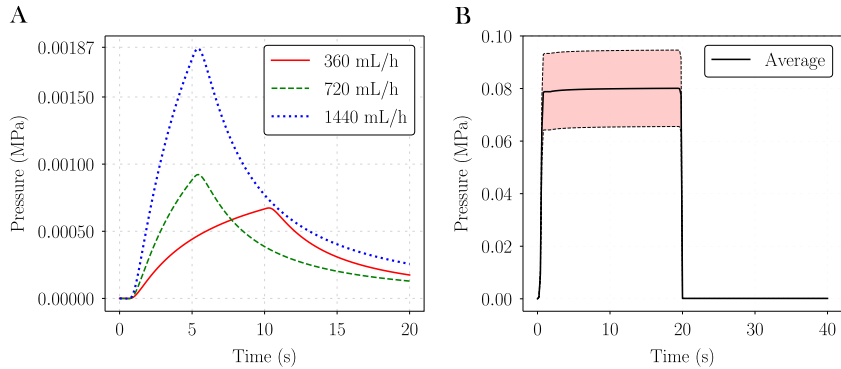 A
Pressure (MPa)
0.00187
0.00150
0.00100
0.00050
0.00000
360 mL/h
720 mL/h
1440 mL/h
0 5 10 15 20
Time (s)
B
Pressure (MPa)
0.10
0.08
0.06
0.04
0.02
0.00
Average
0 10 20 30 40
Time (s)